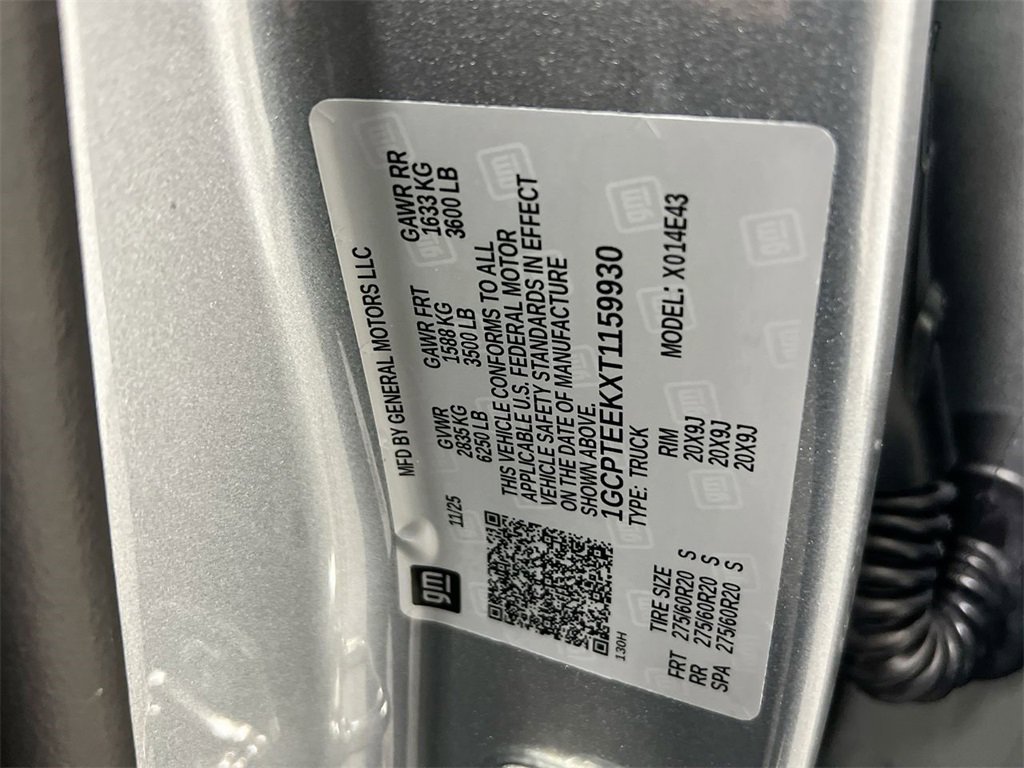 MFD BY GENERAL MOTORS LLC
11/25 GVWR GAWR FRT GAWR RR
2835 KG 1588 KG 1633 KG
6250 LB 3500 LB 3600 LB
THIS VEHICLE CONFORMS TO ALL
APPLICABLE U.S. FEDERAL MOTOR
VEHICLE SAFETY STANDARDS IN EFFECT
ON THE DATE OF MANUFACTURE
SHOWN ABOVE.
1GCPTEEKXT1159930
TYPE: TRUCK MODEL: X014E43
gm
130H
TIRE SIZE RIM
FRT 275/60R20 S 20X9J
RR 275/60R20 S 20X9J
SPA 275/60R20 S 20X9J